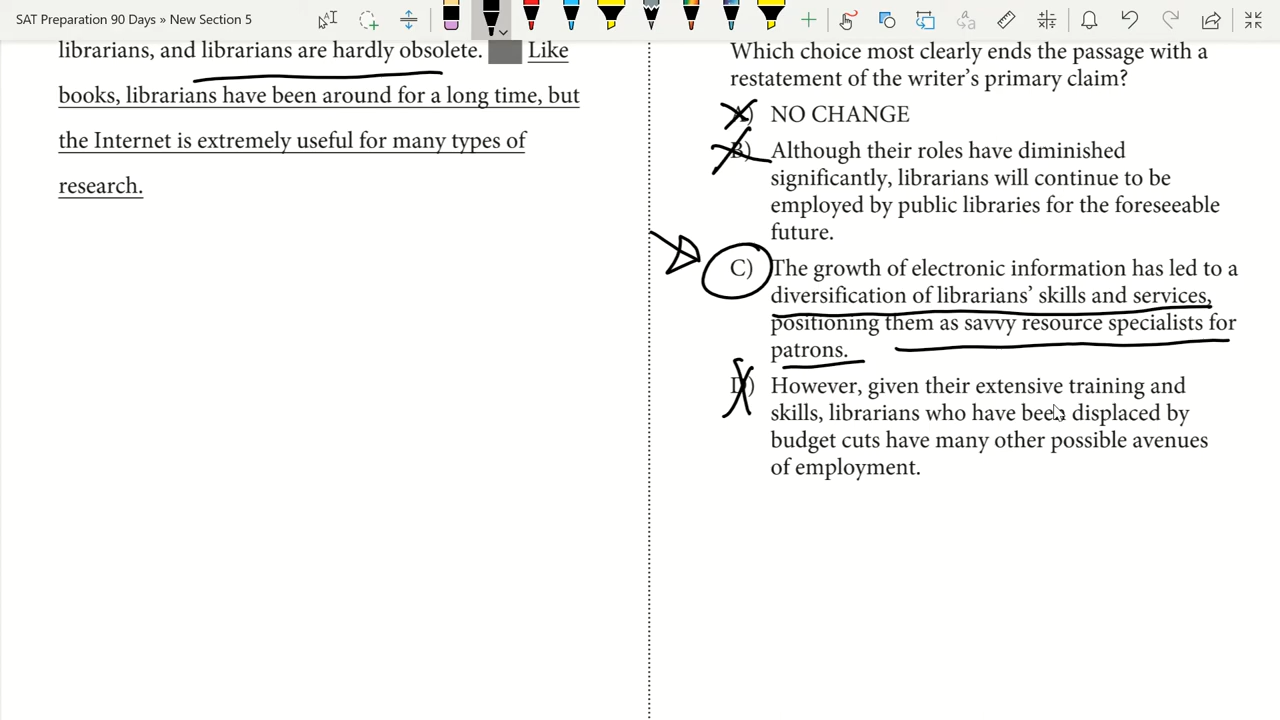 SAT Preparation 90 Days » New Section 5
librarians, and librarians are hardly obsolete. Like
books, librarians have been around for a long time, but
the Internet is extremely useful for many types of
research.
Which choice most clearly ends the passage with a
restatement of the writer’s primary claim?
A) NO CHANGE
B) Although their roles have diminished
significantly, librarians will continue to be
employed by public libraries for the foreseeable
future.
C) The growth of electronic information has led to a
diversification of librarians’ skills and services,
positioning them as savvy resource specialists for
patrons.
D) However, given their extensive training and
skills, librarians who have been displaced by
budget cuts have many other possible avenues
of employment.